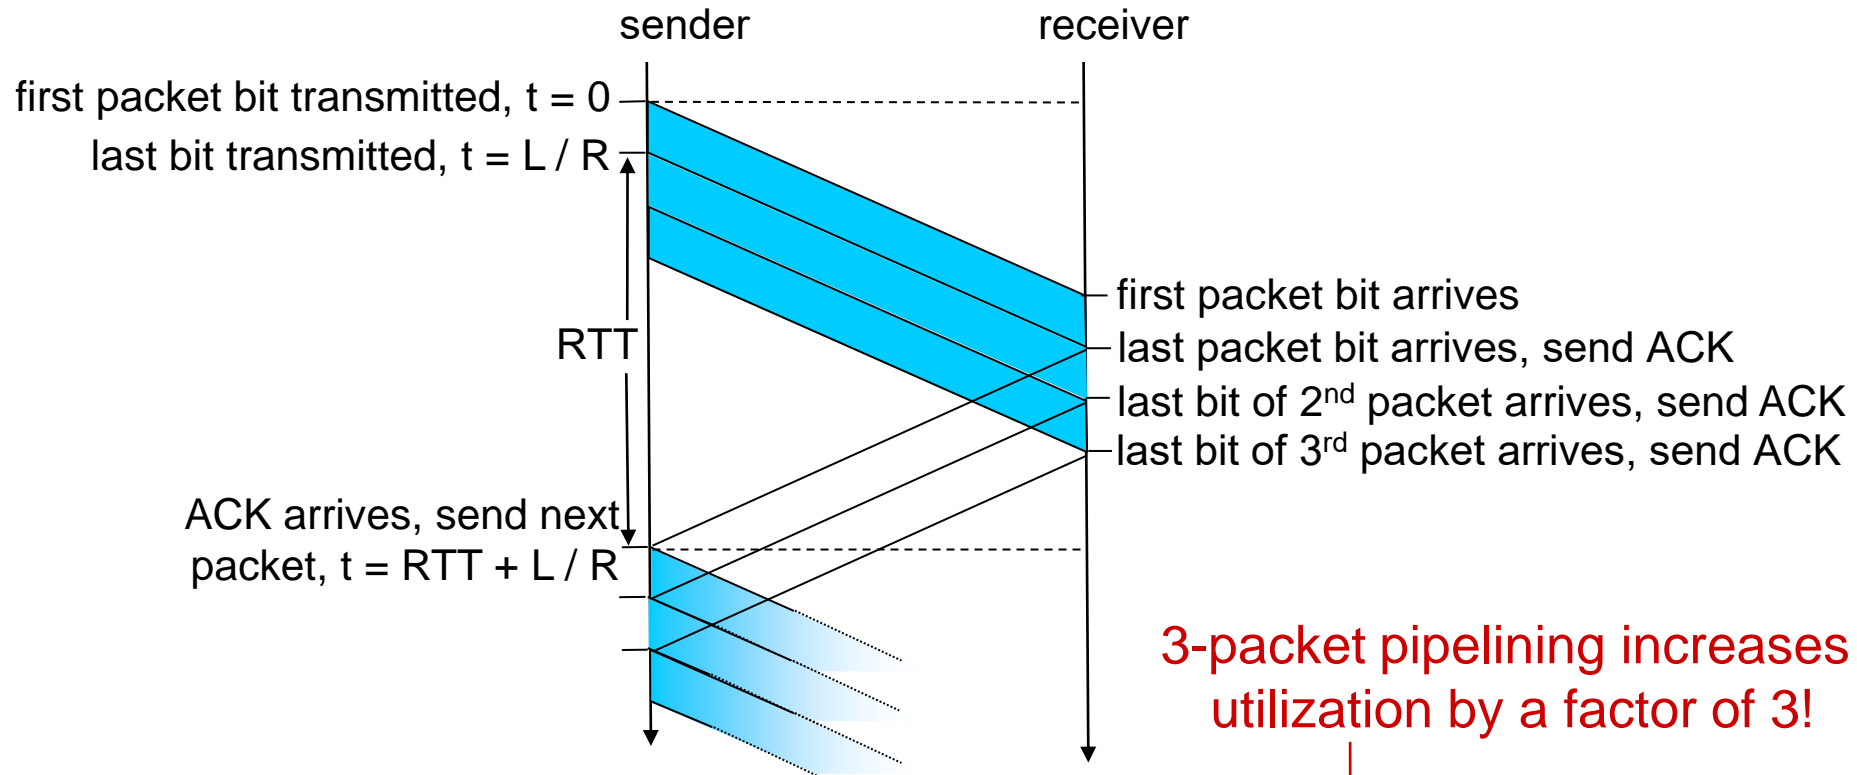 sender
receiver
first packet bit transmitted, t = 0
last bit transmitted, t = L / R
first packet bit arrives
RTT
last packet bit arrives, send ACK
last bit of 2nd packet arrives, send ACK
last bit of 3rd packet arrives, send ACK
ACK arrives, send next
packet, t = RTT + L / R
3-packet pipelining increases
utilization by a factor of 3!